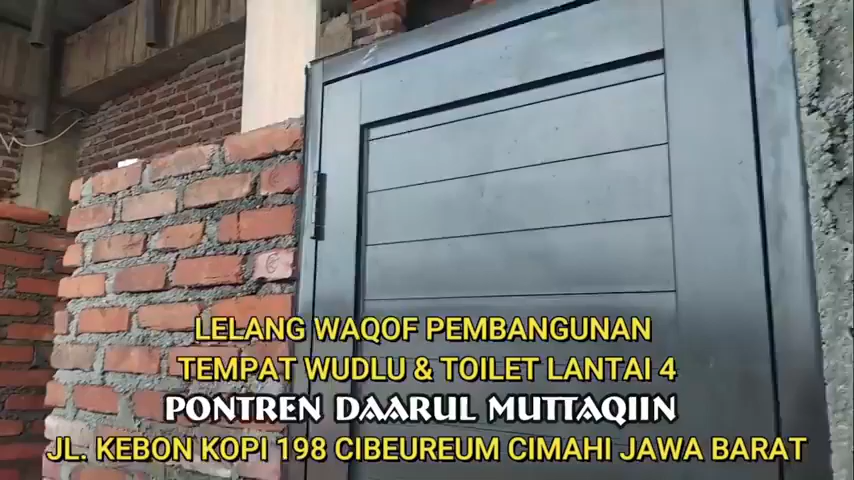 LELANG WAQOF PEMBANGUNAN
TEMPAT WUDLU & TOILET LANTAI 4
PONTREN DAARUL MUTTAQIIN
JL. KEBON KOPI 198 CIBEUREUM CIMAHI JAWA BARAT